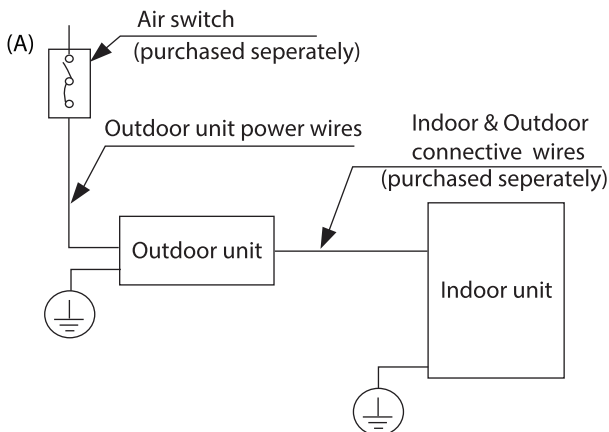 (A)
Air switch
(purchased seperately)
Outdoor unit power wires
Indoor & Outdoor
connective wires
(purchased seperately)
Outdoor unit
Indoor unit